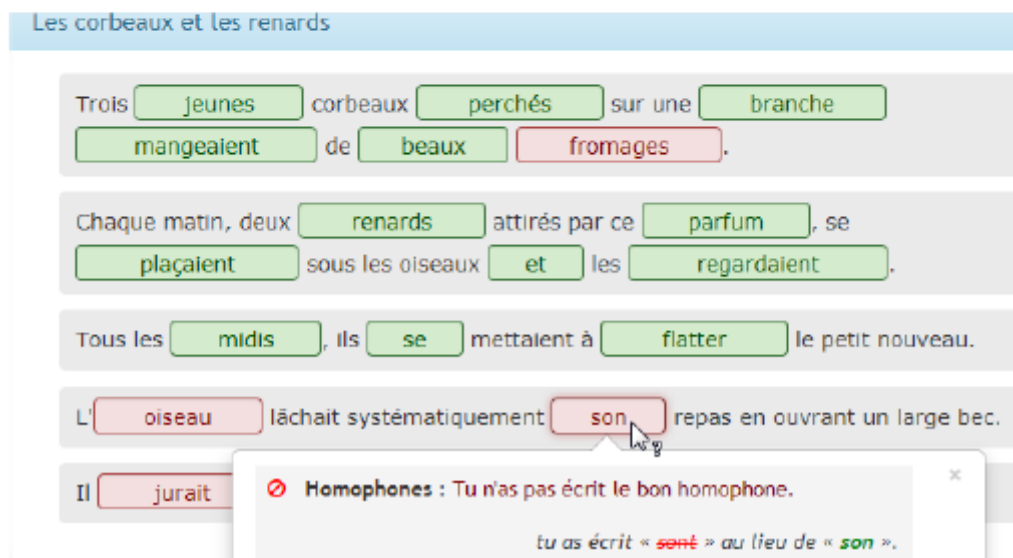 Les corbeaux et les renards
Trois jeunes corbeaux perchés sur une branche
mangeaient de beaux fromages.
Chaque matin, deux renards attirés par ce parfum, se
plaçaient sous les oiseaux et les regardaient.
Tous les midis, ils se mettaient à flatter le petit nouveau.
L'oiseau lâchait systématiquement son repas en ouvrant un large bec.
Il jurait
Homophones : Tu n'as pas écrit le bon homophone.
tu as écrit « sont » au lieu de « son ».